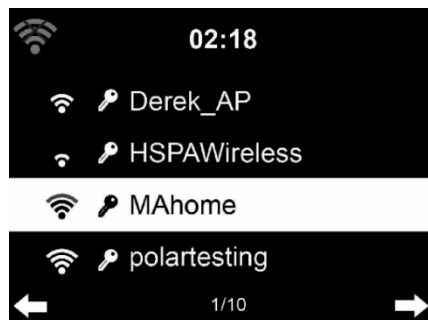 02:18
Derek_AP
HSPAWireless
MAhome
polartesting
1/10